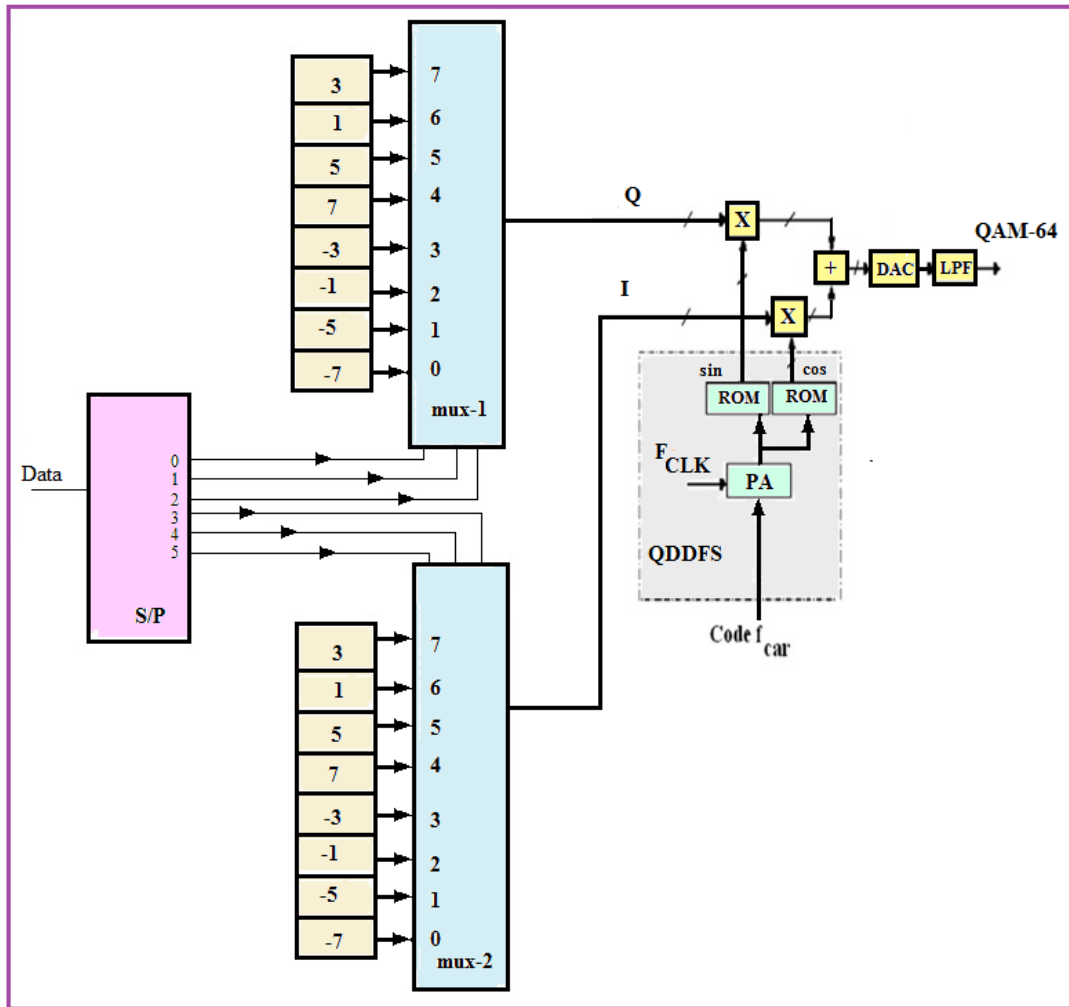 3 7
1 6
5 5
7 4
-3 3
-1 2
-5 1
-7 0
mux-1
Data
0
1
2
3
4
5
S/P
Q
I
X
X
+
DAC
LPF
QAM-64
sin
cos
ROM
ROM
F CLK
PA
QDDFS
Code f car
3 7
1 6
5 5
7 4
-3 3
-1 2
-5 1
-7 0
mux-2